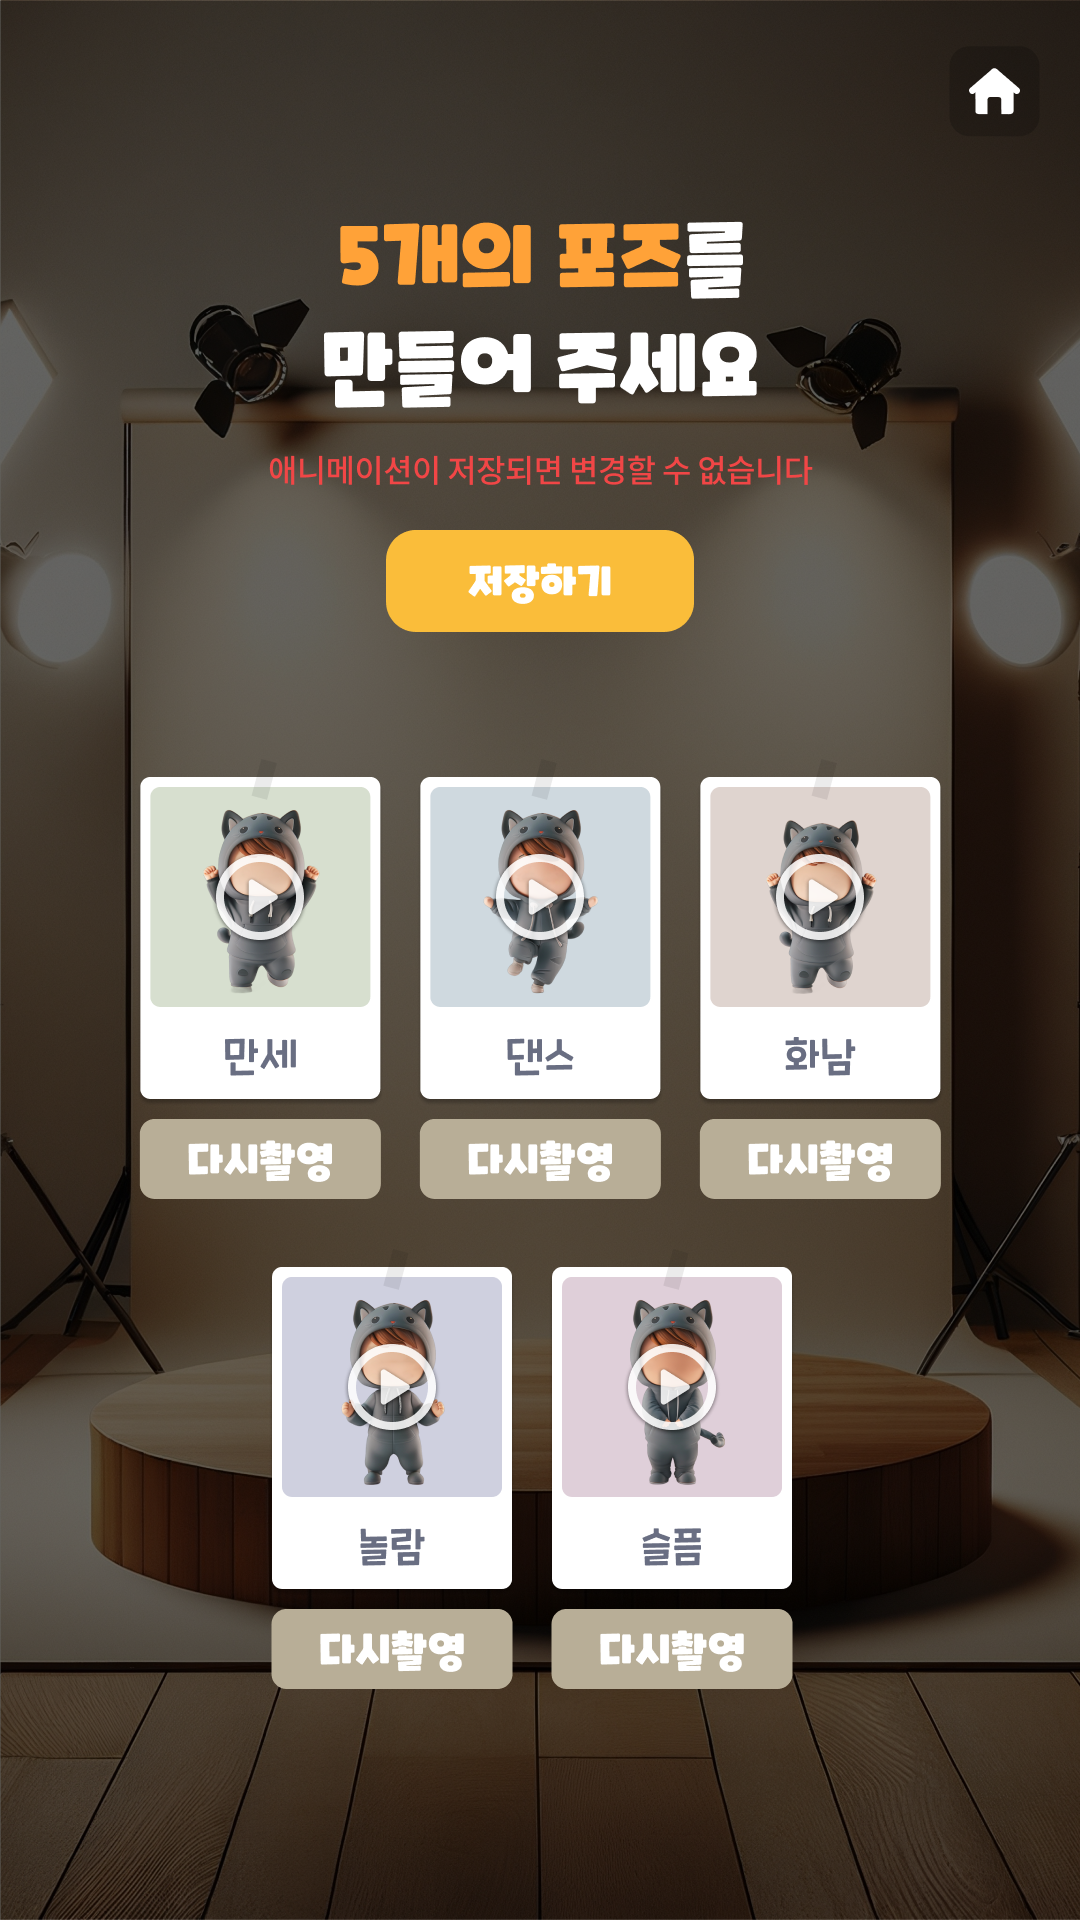 5개의 포즈를
만들어 주세요
애니메이션이 저장되면 변경할 수 없습니다
저장하기
만세
댄스
화남
다시촬영
다시촬영
다시촬영
놀람
슬픔
다시촬영
다시촬영